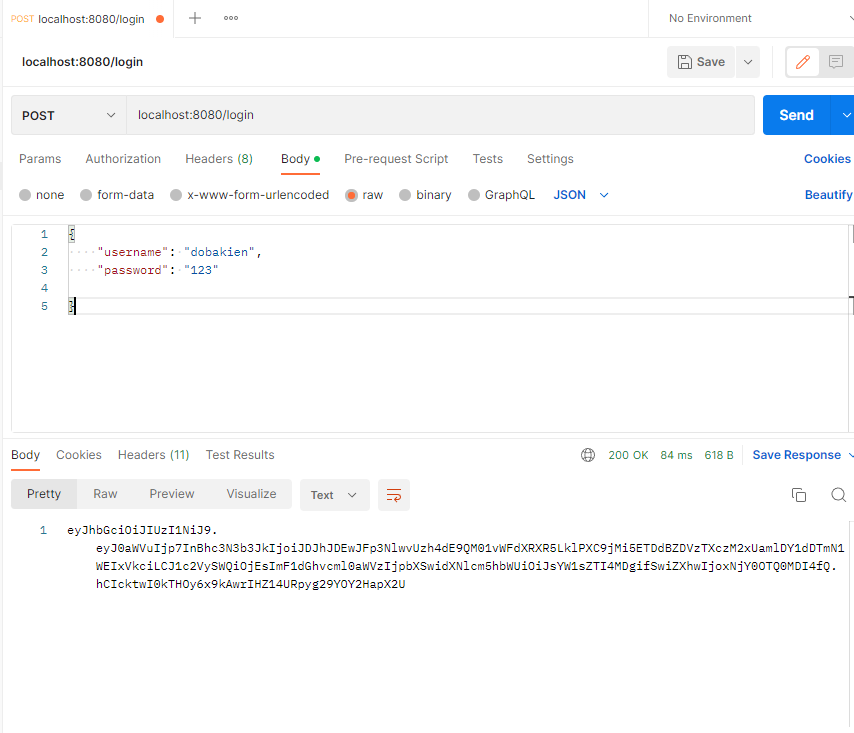 POST localhost:8080/login
No Environment
localhost:8080/login
Save
POST localhost:8080/login
Send
Params Authorization Headers (8) Body Pre-request Script Tests Settings Cookies
none form-data x-www-form-urlencoded raw binary GraphQL JSON Beautify
1 {
2 ····"username":·"dobakien",
3 ····"password":·"123"
4
5 }
Body Cookies Headers (11) Test Results 200 OK 84 ms 618 B Save Response
Pretty Raw Preview Visualize Text
1 eyJhbGciOiJIUzI1NiJ9.
eyJ0aWVuIjp7InBhc3N3b3JkIjoiJDJhJDEwJFp3NlwvUzh4dE9QM01vWFdXRXR5LklPXC9jMi5ETDdBZDVzTXczM2xUamlDY1dDTmN1
WEIxVkciLCJ1c2VySWQiOjEsImF1dGhvcml0aWVzIjpbXSwidXNlcm5hbWUiOiJsYW1sZTI4MDgifSwiZXhwIjoxNjY0OTQ0MDI4fQ.
hCIcktwI0kTHOy6x9kAwrIHZ14URpyg29YOY2HapX2U